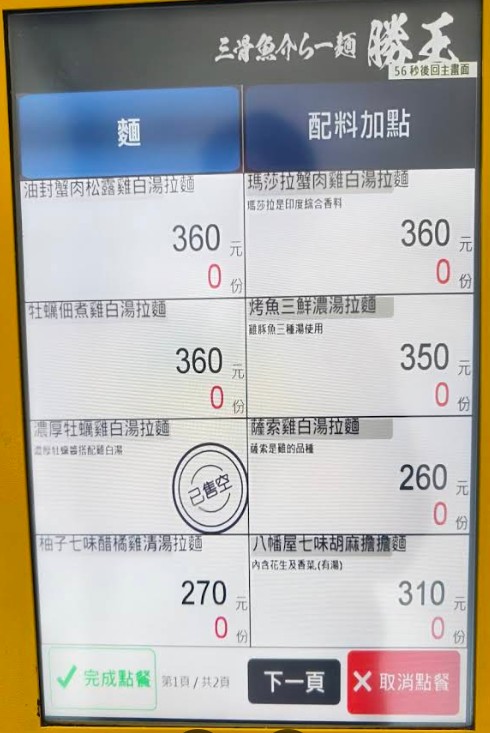 三骨魚介らー麺 勝王
56 秒後回主畫面
麵
配料加點
油封蟹肉松露雞白湯拉麵
360 元
0 份
瑪莎拉蟹肉雞白湯拉麵
瑪莎拉是印度綜合香料
360 元
0 份
牡蠣佃煮雞白湯拉麵
360 元
0 份
烤魚三鮮濃湯拉麵
雞豚魚三種湯使用
350 元
0 份
濃厚牡蠣雞白湯拉麵
濃厚牡蠣醬搭配雞白湯
已售空
薩索雞白湯拉麵
薩索是雞的品種
260 元
0 份
柚子七味醋橘雞清湯拉麵
270 元
0 份
八幡屋七味胡麻擔擔麵
內含花生及香菜.(有湯)
310 元
0 份
完成點餐
第1頁 / 共2頁
下一頁
取消點餐